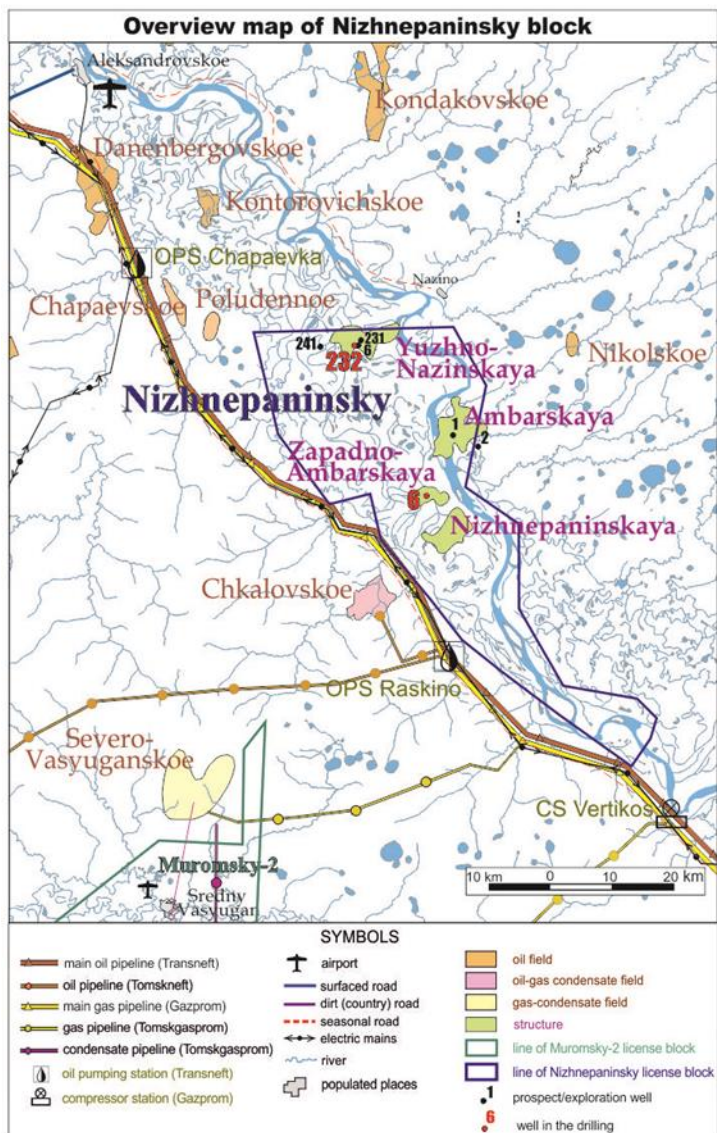 Overview map of Nizhnepaninsky block
Aleksandrovskoe
Kondakovskoe
Danenbergovskoe
Kontorovichskoe
OPS Chapaevka
Nazino
Chapaevskoe
Poludennoe
241
231
6
232
Yuzhno-
Nazinskaya
Nikolskoe
Nizhnepaninsky
Ambarskaya
1
2
Zapadno-
Ambarskaya
6
Nizhnepaninskaya
Chkalovskoe
OPS Raskino
Severo-
Vasyuganskoe
CS Vertikos
Muromsky-2
Sredny
Vasyugan
10 km 0 10 20 km
SYMBOLS
main oil pipeline (Transneft)
oil pipeline (Tomskneft)
main gas pipeline (Gazprom)
gas pipeline (Tomskgasprom)
condensate pipeline (Tomskgasprom)
oil pumping station (Transneft)
compressor station (Gazprom)
airport
surfaced road
dirt (country) road
seasonal road
electric mains
river
populated places
oil field
oil-gas condensate field
gas-condensate field
structure
line of Muromsky-2 license block
line of Nizhnepaninsky license block
1 prospect/exploration well
6 well in the drilling